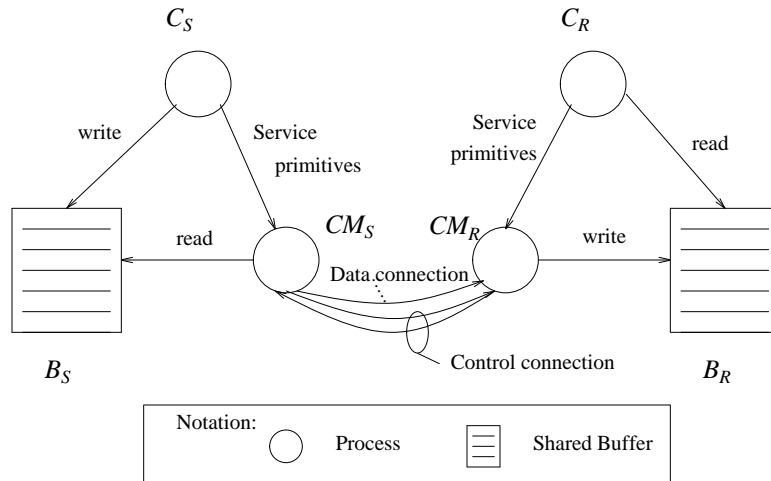 C_S
C_R
write
Service
primitives
Service
primitives
read
CM_S
CM_R
read
write
Data connection
Control connection
B_S
B_R
Notation:
Process
Shared Buffer